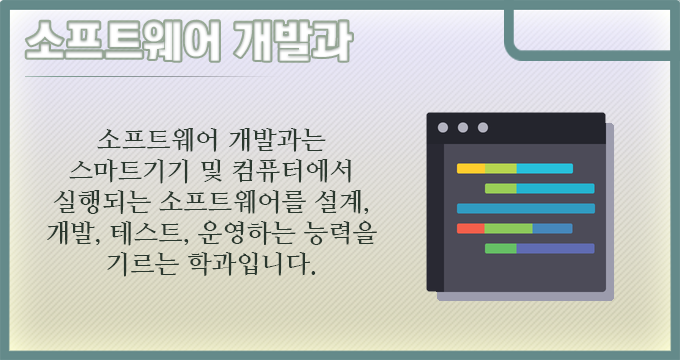 소프트웨어 개발과
소프트웨어 개발과는
스마트기기 및 컴퓨터에서
실행되는 소프트웨어를 설계,
개발, 테스트, 운영하는 능력을
기르는 학과입니다.